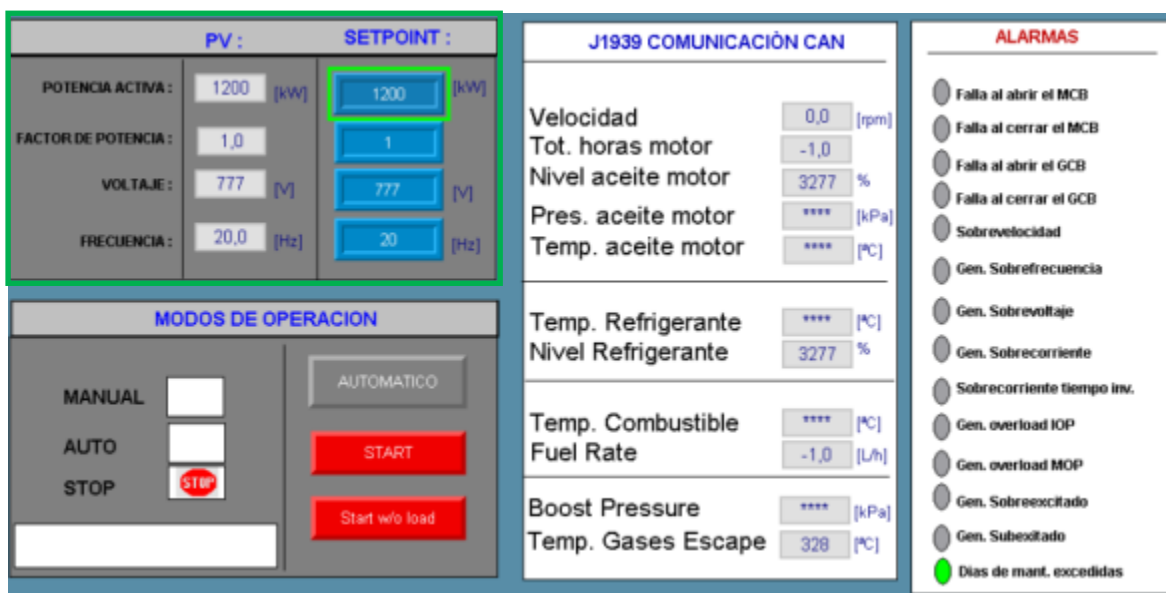 PV : SETPOINT :
POTENCIA ACTIVA : 1200 [kW] 1200 [kW]
FACTOR DE POTENCIA : 1,0 1
VOLTAJE : 777 [V] 777 [V]
FRECUENCIA : 20,0 [Hz] 20 [Hz]
MODOS DE OPERACION
MANUAL
AUTO
STOP STOP
AUTOMATICO
START
Start w/o load
J1939 COMUNICACIÒN CAN
Velocidad 0,0 [rpm]
Tot. horas motor -1,0
Nivel aceite motor 3277 %
Pres. aceite motor **** [kPa]
Temp. aceite motor **** [ªC]
Temp. Refrigerante **** [ªC]
Nivel Refrigerante 3277 %
Temp. Combustible **** [ªC]
Fuel Rate -1,0 [L/h]
Boost Pressure **** [kPa]
Temp. Gases Escape 328 [ªC]
ALARMAS
Falla al abrir el MCB
Falla al cerrar el MCB
Falla al abrir el GCB
Falla al cerrar el GCB
Sobrevelocidad
Gen. Sobrefrecuencia
Gen. Sobrevoltaje
Gen. Sobrecorriente
Sobrecorriente tiempo inv.
Gen. overload IOP
Gen. overload MOP
Gen. Sobreexcitado
Gen. Subexitado
Dias de mant. excedidas